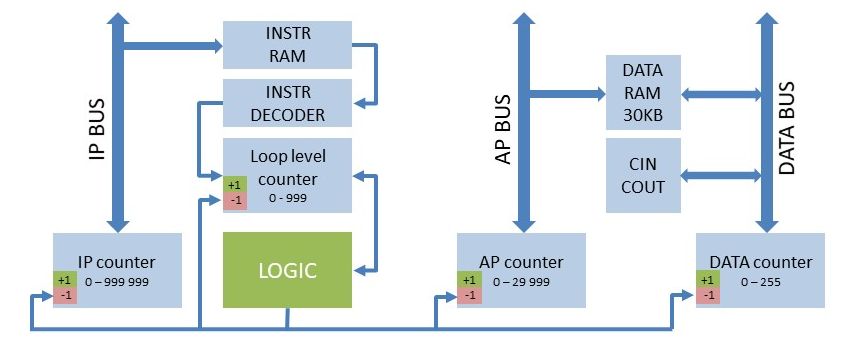 INSTR
RAM
INSTR
DECODER
IP BUS
Loop level
counter
0 - 999
+1
-1
IP counter
0 – 999 999
+1
-1
LOGIC
AP BUS
DATA
RAM
30KB
CIN
COUT
DATA BUS
AP counter
0 – 29 999
+1
-1
DATA counter
0 – 255
+1
-1